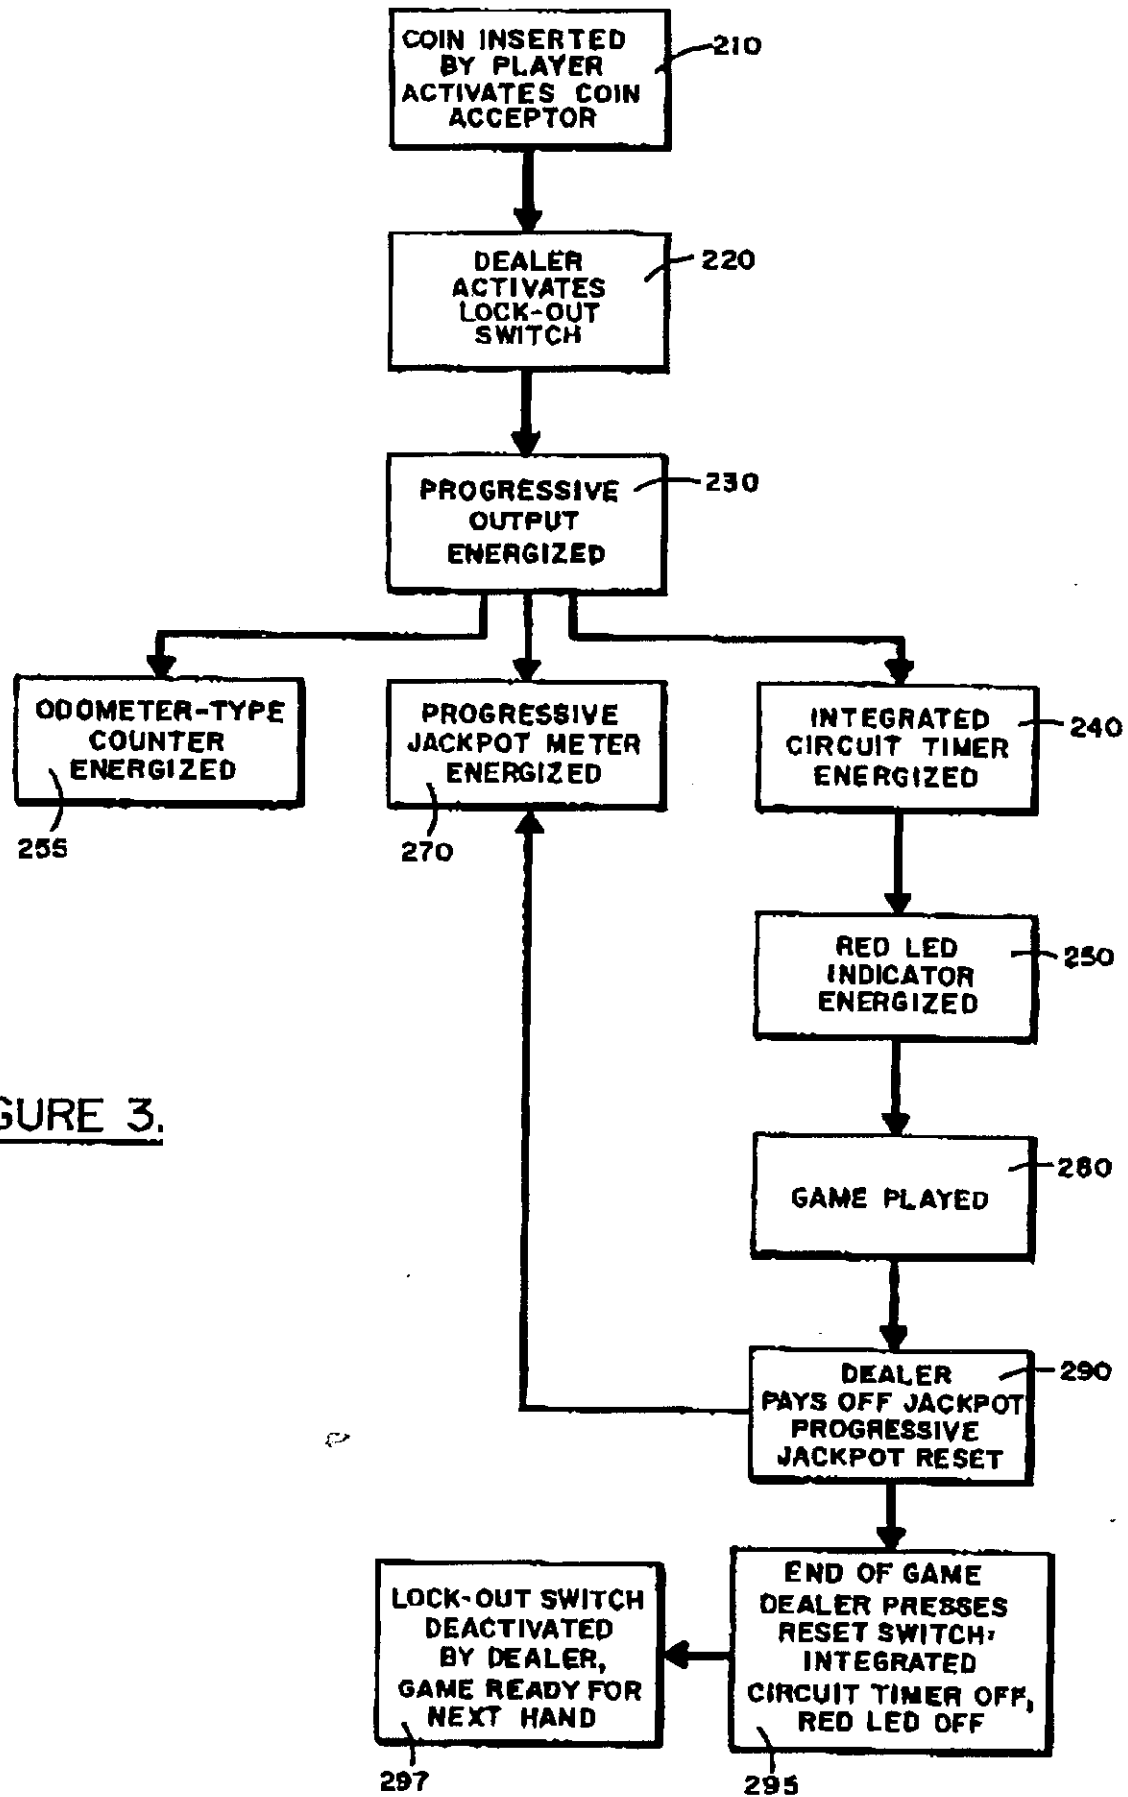 COIN INSERTED
BY PLAYER
ACTIVATES COIN
ACCEPTOR
210
DEALER
ACTIVATES
LOCK-OUT
SWITCH
220
PROGRESSIVE
OUTPUT
ENERGIZED
230
ODOMETER-TYPE
COUNTER
ENERGIZED
255
PROGRESSIVE
JACKPOT METER
ENERGIZED
270
INTEGRATED
CIRCUIT TIMER
ENERGIZED
240
RED LED
INDICATOR
ENERGIZED
250
GURE 3.
GAME PLAYED
280
DEALER
PAYS OFF JACKPOT
PROGRESSIVE
JACKPOT RESET
290
END OF GAME
DEALER PRESSES
RESET SWITCH;
INTEGRATED
CIRCUIT TIMER OFF,
RED LED OFF
295
LOCK-OUT SWITCH
DEACTIVATED
BY DEALER,
GAME READY FOR
NEXT HAND
297